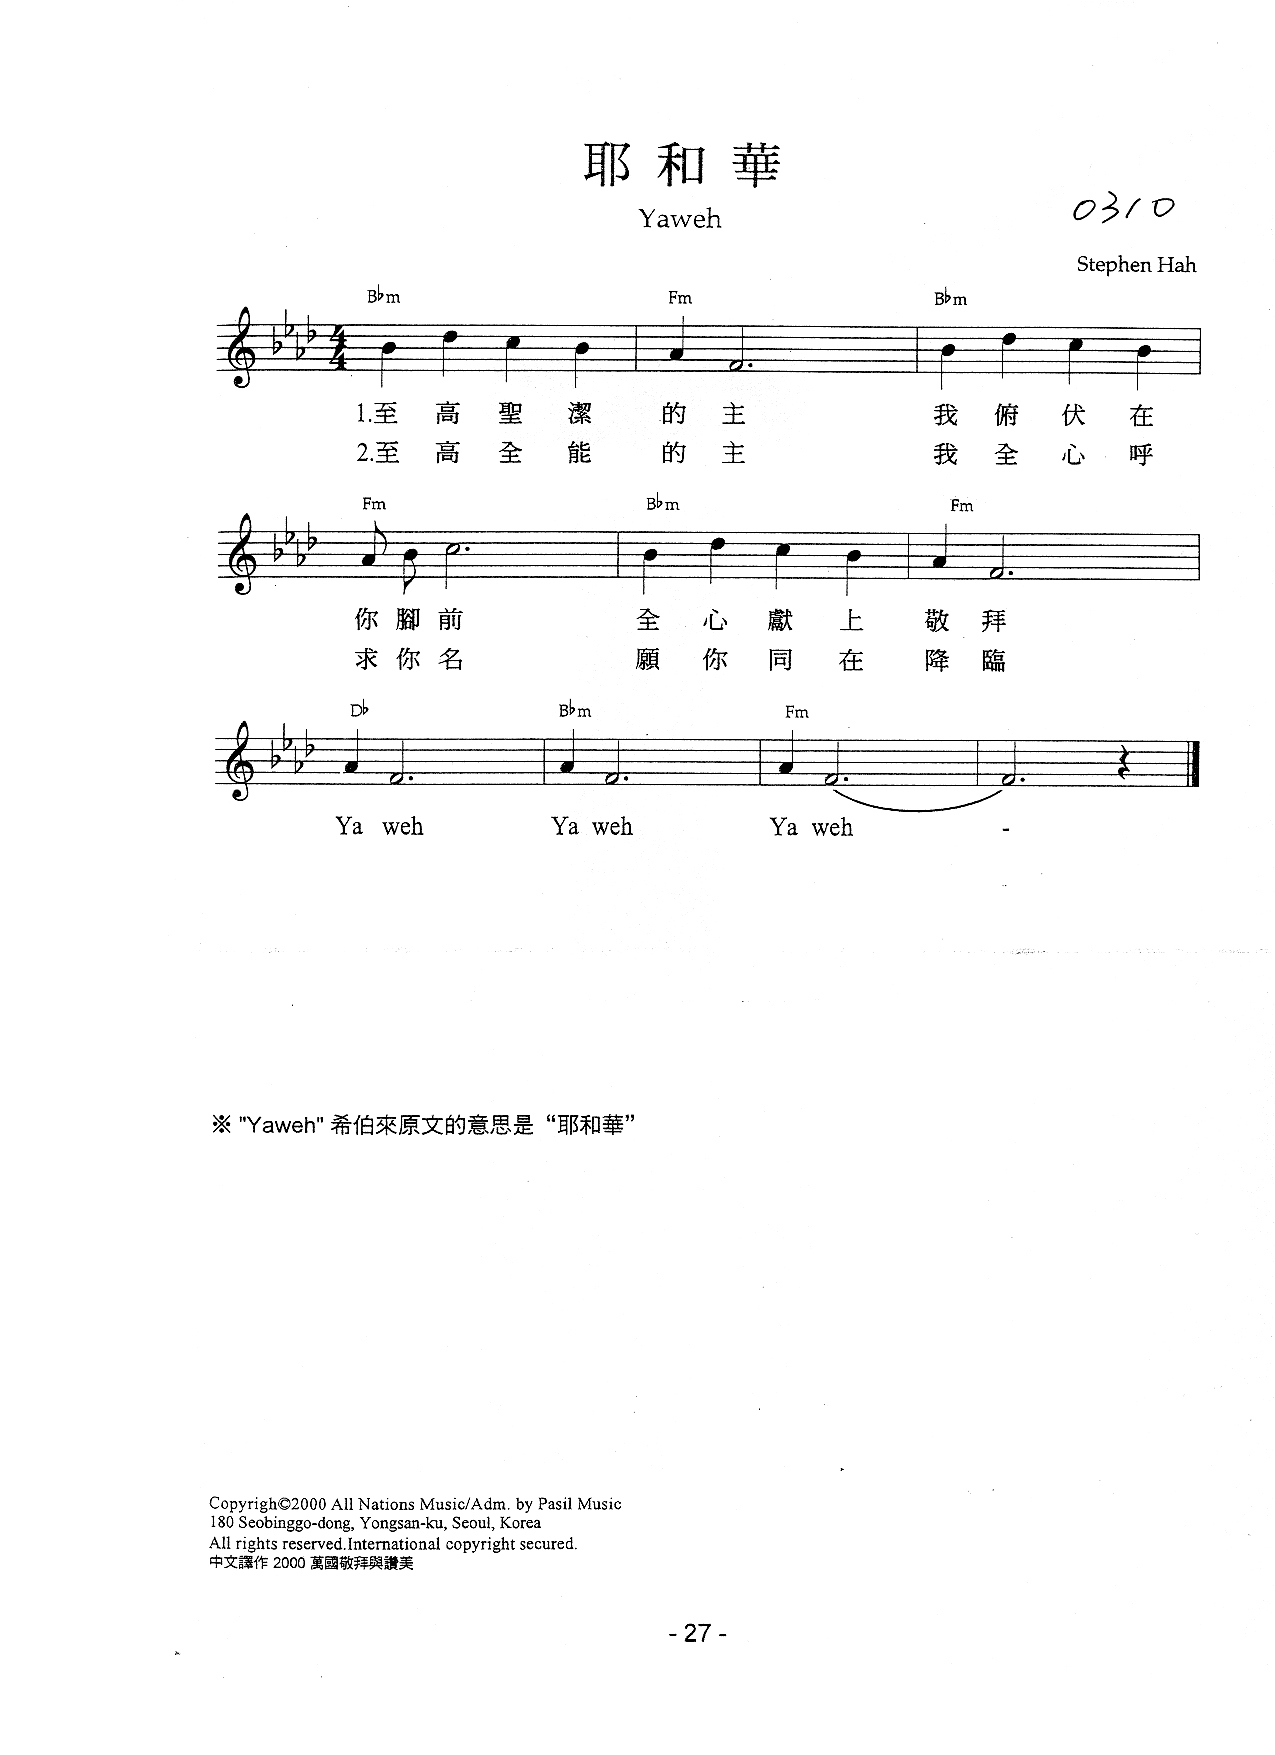 耶和華
Yaweh
0310
Stephen Hah
B♭m Fm B♭m
1.至高聖潔的主 我俯伏在
2.至高全能的主 我全心呼
Fm B♭m Fm
你腳前 全心獻上敬拜
求你名 願你同在降臨
D♭ B♭m Fm
Ya weh Ya weh Ya weh -
※ "Yaweh" 希伯來原文的意思是“耶和華”
Copyrigh©2000 All Nations Music/Adm. by Pasil Music
180 Seobinggo-dong, Yongsan-ku, Seoul, Korea
All rights reserved.International copyright secured.
中文譯作 2000 萬國敬拜與讚美
- 27 -